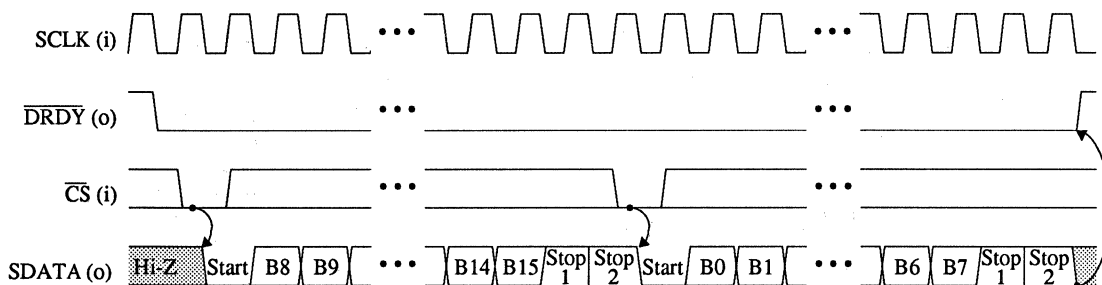 SCLK (i)
•••
•••
DRDY (o)
•••
•••
CS (i)
•••
•••
SDATA (o)
Hi-Z Start B8 B9 ••• B14 B15 Stop 1 Stop 2 Start B0 B1 ••• B6 B7 Stop 1 Stop 2